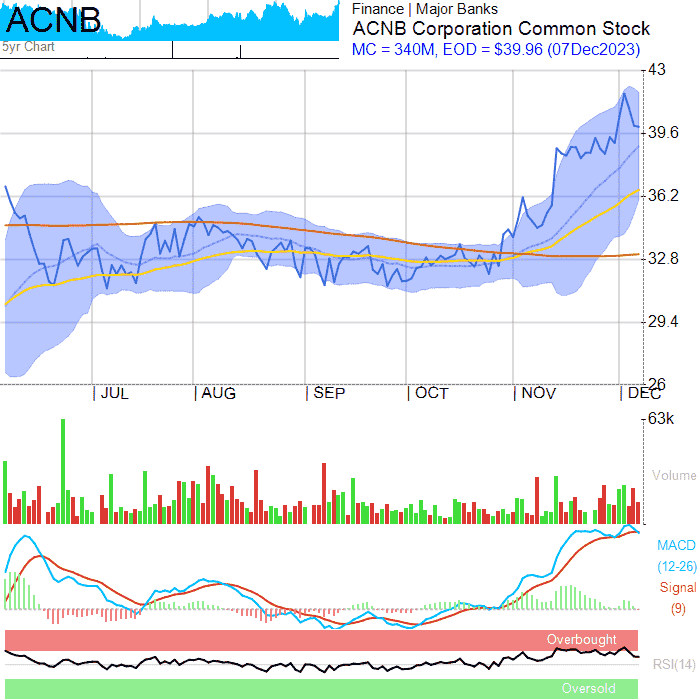 ACNB
5yr Chart
Finance | Major Banks
ACNB Corporation Common Stock
MC = 340M, EOD = $39.96 (07Dec2023)
43
39.6
36.2
32.8
29.4
26
JUL AUG SEP OCT NOV DEC
63k
Volume
MACD
(12-26)
Signal
(9)
Overbought
RSI(14)
Oversold